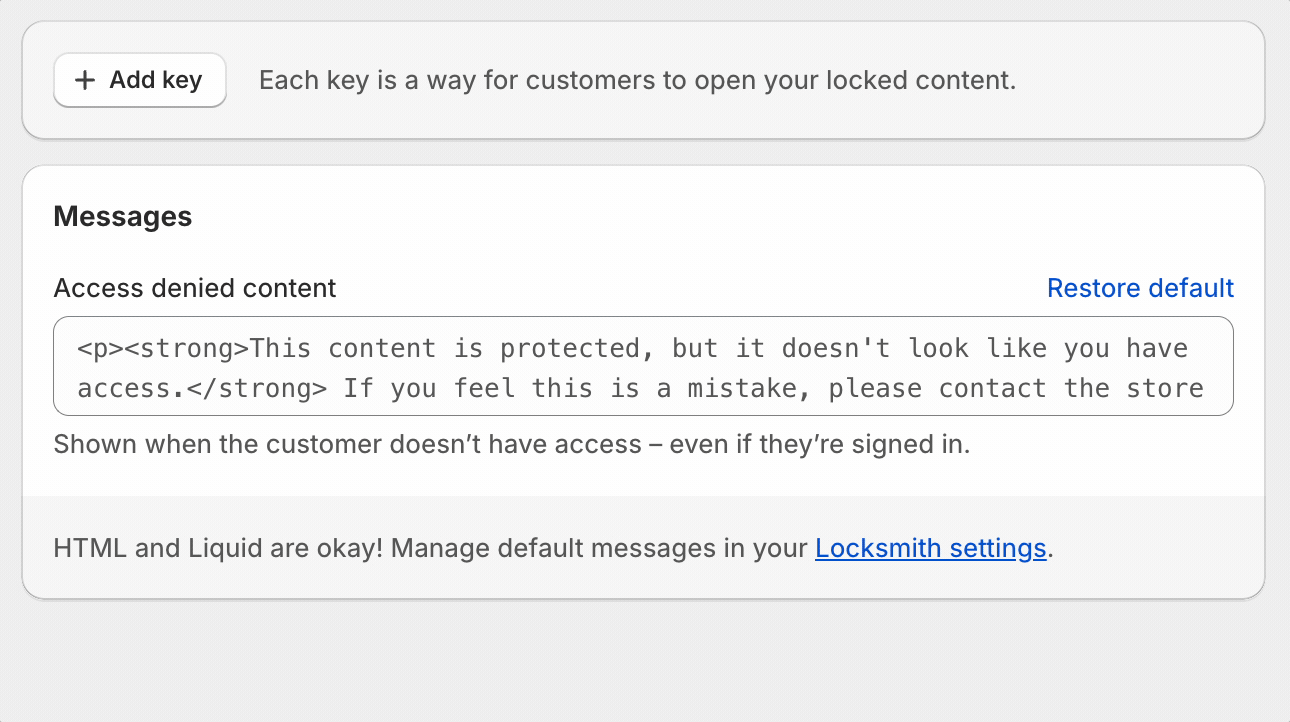 + Add key Each key is a way for customers to open your locked content.
Messages
Access denied content Restore default
<p><strong>This content is protected, but it doesn't look like you have
access.</strong> If you feel this is a mistake, please contact the store
Shown when the customer doesn’t have access – even if they’re signed in.
HTML and Liquid are okay! Manage default messages in your Locksmith settings.